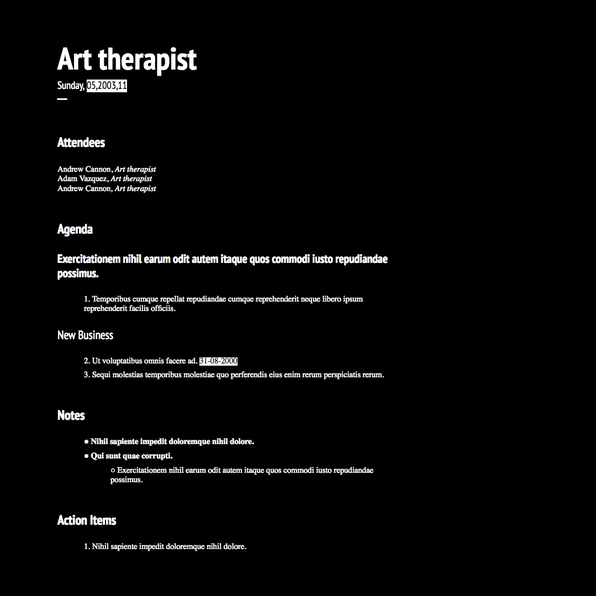 Art therapist
Sunday, 05,2003,11
Attendees
Andrew Cannon, Art therapist
Adam Vazquez, Art therapist
Andrew Cannon, Art therapist
Agenda
Exercitationem nihil earum odit autem itaque quos commodi iusto repudiandae
possimus.
1. Temporibus cumque repellat repudiandae cumque reprehenderit neque libero ipsum
reprehenderit facilis officiis.
New Business
2. Ut voluptatibus omnis facere ad. 31-08-2000
3. Sequi molestias temporibus molestiae quo perferendis eius enim rerum perspiciatis rerum.
Notes
● Nihil sapiente impedit doloremque nihil dolore.
● Qui sunt quae corrupti.
○ Exercitationem nihil earum odit autem itaque quos commodi iusto repudiandae
possimus.
Action Items
1. Nihil sapiente impedit doloremque nihil dolore.